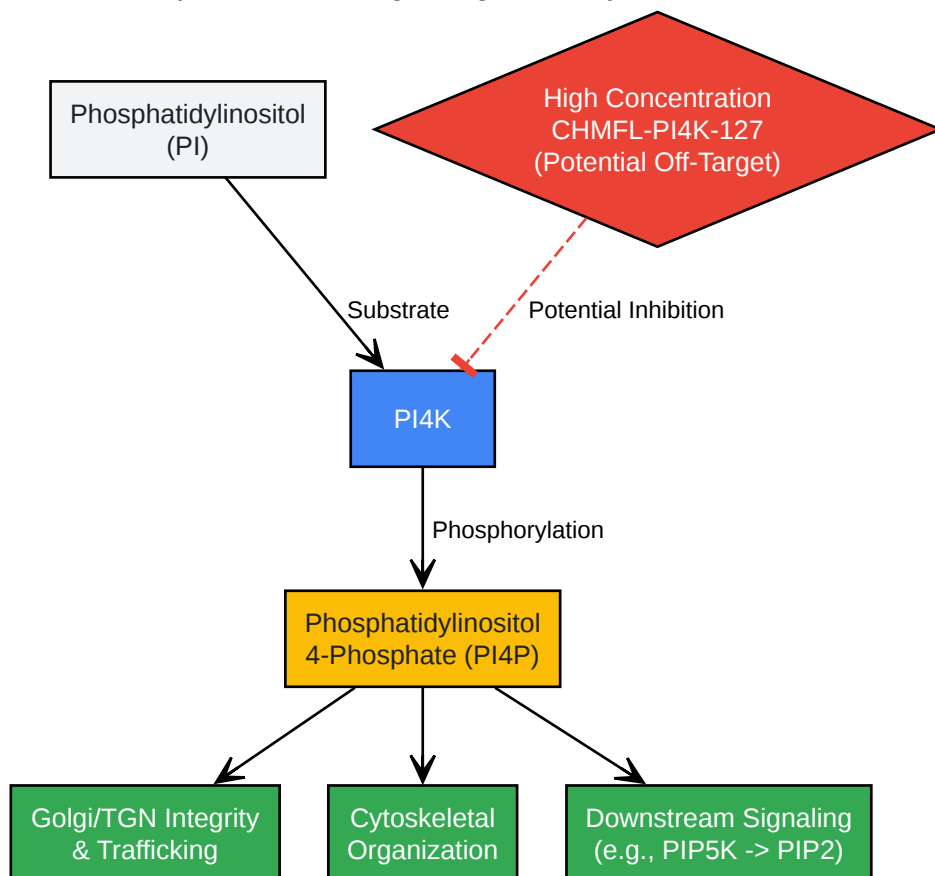 Phosphatidylinositol
(PI)
High Concentration
CHMFL-PI4K-127
(Potential Off-Target)
Substrate
Potential Inhibition
PI4K
Phosphorylation
Phosphatidylinositol
4-Phosphate (PI4P)
Golgi/TGN Integrity
& Trafficking
Cytoskeletal
Organization
Downstream Signaling
(e.g., PIP5K -> PIP2)